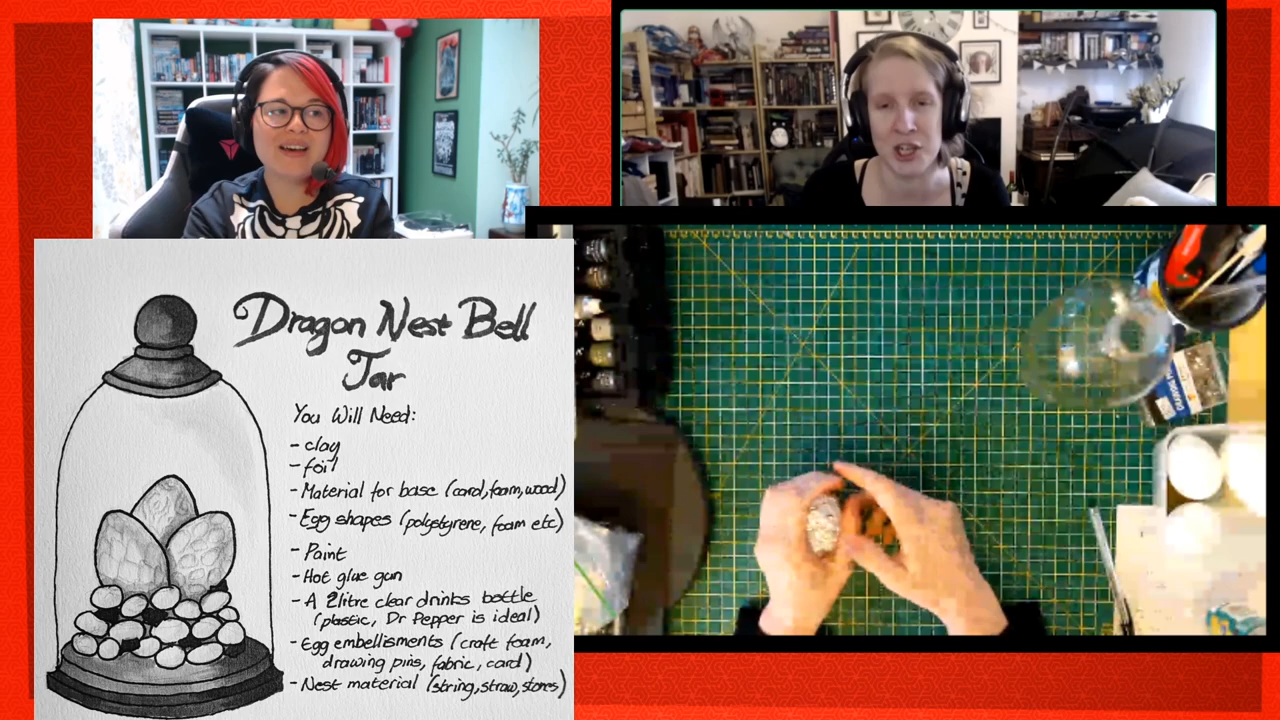 Dragon Nest Bell
Jar
You Will Need:
- clay
- foil
- Material for base (card, foam, wood)
- Egg shapes (polystyrene, foam etc)
- Paint
- Hot glue gun
- A 2litre clear drinks bottle
(plastic, Dr Pepper is ideal)
- Egg embellisments (craft foam,
drawing pins, fabric, card)
- Nest material (string, straw, stones)